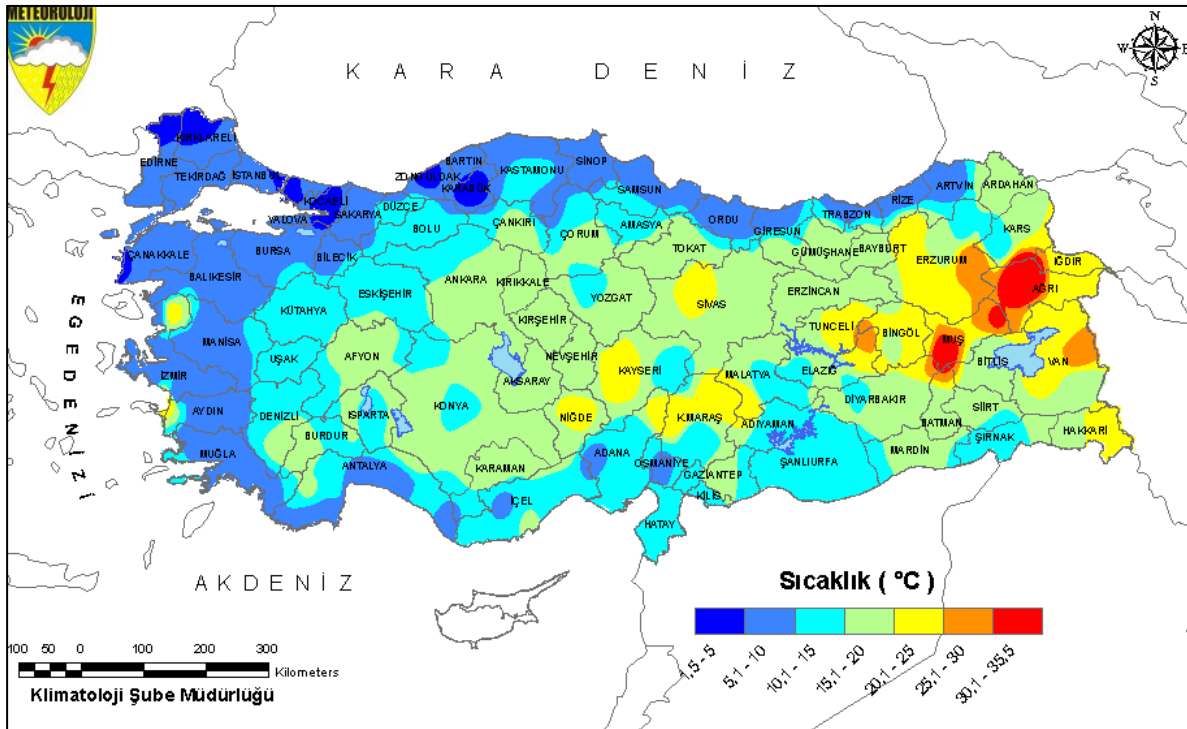 METEOROLOJI
N
W E
S
KARA DENİZ
KIRKLARELİ
EDİRNE
TEKİRDAĞ
İSTANBUL
KOCAELİ
YALOVA
SAKARYA
DÜZCE
ZONGULDAK
BARTIN
KARABÜK
KASTAMONU
SİNOP
SAMSUN
ORDU
GİRESUN
TRABZON
RİZE
ARTVİN
ARDAHAN
KARS
ÇANAKKALE
BALIKESİR
BURSA
BİLECİK
BOLU
ÇANKIRI
ÇORUM
AMASYA
TOKAT
GÜMÜŞHANE
BAYBURT
ERZURUM
IĞDIR
AĞRI
KÜTAHYA
ESKİŞEHİR
ANKARA
KIRIKKALE
YOZGAT
SİVAS
ERZİNCAN
TUNCELİ
BİNGÖL
MUŞ
BİTLİS
VAN
EGE DENİZİ
MANİSA
UŞAK
AFYON
KIRŞEHİR
NEVŞEHİR
KAYSERİ
MALATYA
ELAZIĞ
İZMİR
AYDIN
DENİZLİ
ISPARTA
KONYA
AKSARAY
NİĞDE
K.MARAŞ
ADIYAMAN
DİYARBAKIR
BATMAN
SİİRT
ŞIRNAK
HAKKARİ
MUĞLA
BURDUR
ANTALYA
KARAMAN
İÇEL
ADANA
OSMANİYE
GAZİANTEP
KİLİS
ŞANLIURFA
MARDİN
HATAY
AKDENİZ
Sıcaklık ( °C )
1,5 - 5
5,1 - 10
10,1 - 15
15,1 - 20
20,1 - 25
25,1 - 30
30,1 - 35,5
100 50 0 100 200 300
Kilometers
Klimatoloji Şube Müdürlüğü